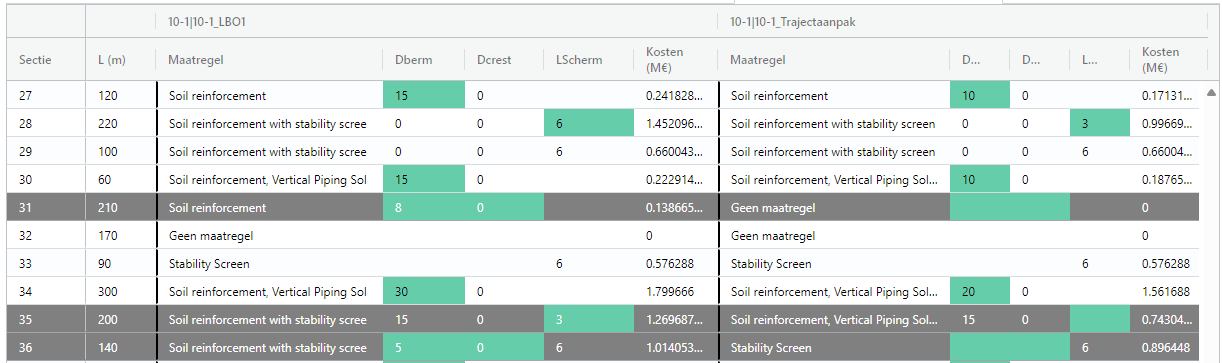 10-1|10-1_LBO1 10-1|10-1_Trajectaanpak
Sectie L (m) Maatregel Dberm Dcrest LScherm Kosten (M€) Maatregel D... D... L... Kosten (M€)
27 120 Soil reinforcement 15 0 0.241828... Soil reinforcement 10 0 0.17131...
28 220 Soil reinforcement with stability scree 0 0 6 1.452096... Soil reinforcement with stability screen 0 0 3 0.99669...
29 100 Soil reinforcement with stability scree 0 0 6 0.660043... Soil reinforcement with stability screen 0 0 6 0.66004...
30 60 Soil reinforcement, Vertical Piping Sol 15 0 0.222914... Soil reinforcement, Vertical Piping Sol... 10 0 0.18765...
31 210 Soil reinforcement 8 0 0.138665... Geen maatregel 0
32 170 Geen maatregel 0 Geen maatregel 0
33 90 Stability Screen 6 0.576288 Stability Screen 6 0.576288
34 300 Soil reinforcement, Vertical Piping Sol 30 0 1.799666 Soil reinforcement, Vertical Piping Sol... 20 0 1.561688
35 200 Soil reinforcement with stability scree 15 0 3 1.269687... Soil reinforcement, Vertical Piping Sol... 15 0 0.74304...
36 140 Soil reinforcement with stability scree 5 0 6 1.014053... Stability Screen 6 0.896448